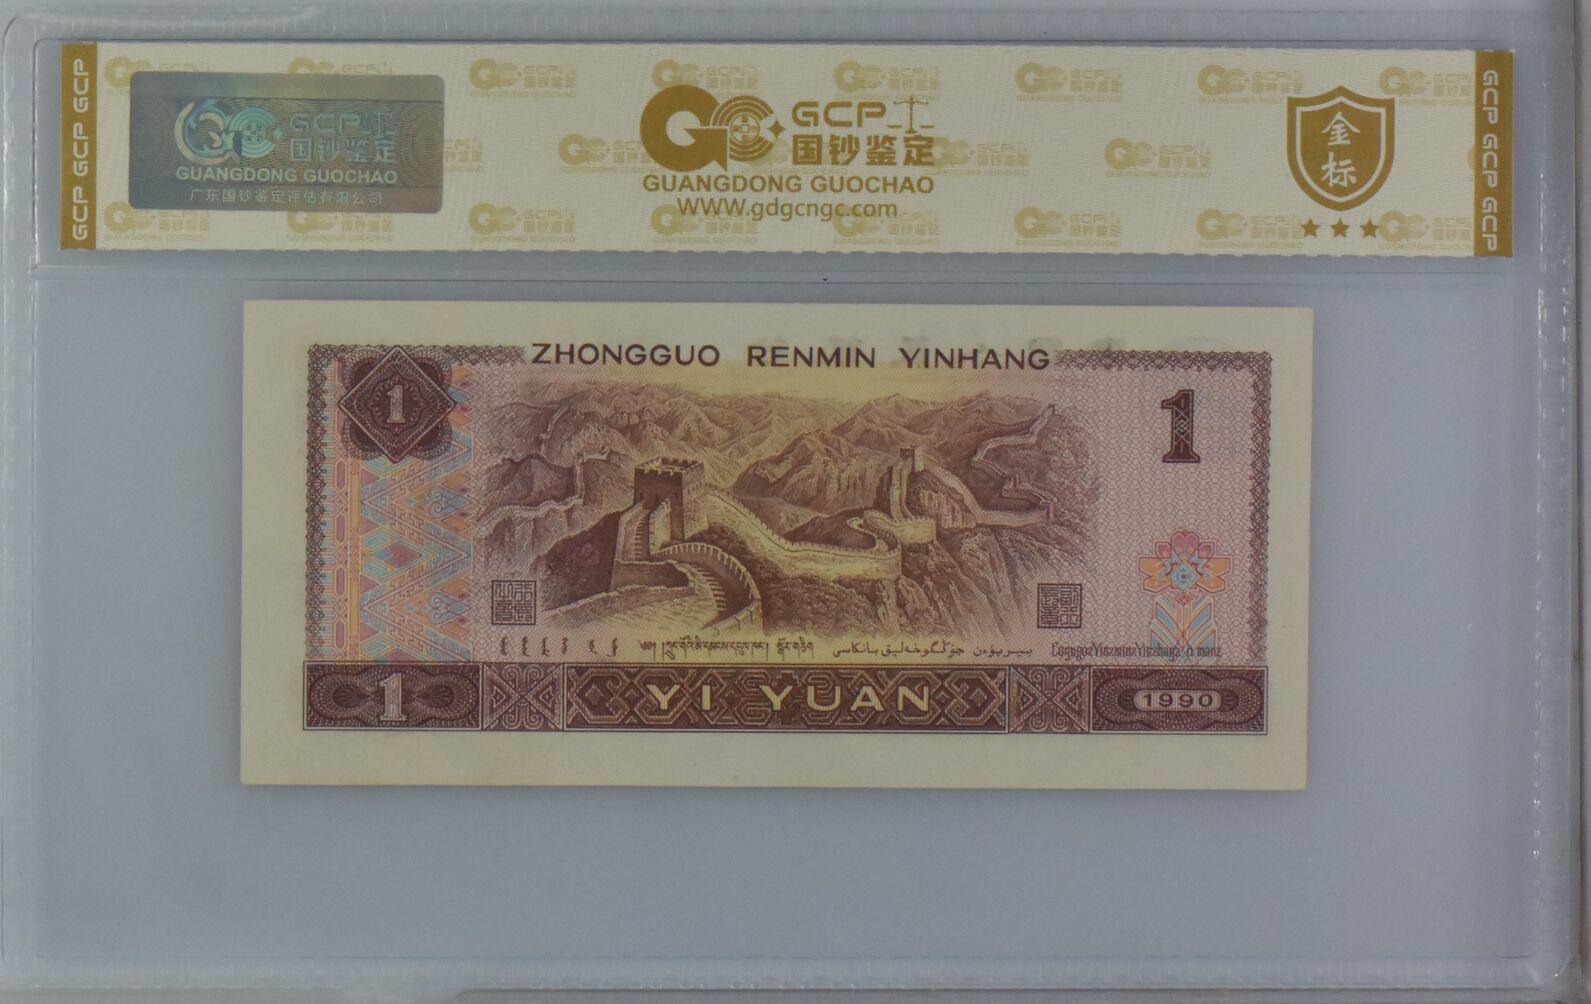 GCP GCP GCP
GCP
国钞鉴定
GUANGDONG GUOCHAO
广东国钞鉴定评估有限公司
GCP
国钞鉴定
GUANGDONG GUOCHAO
WWW.gdgcngc.com
金
标
GCP GCP GCP
ZHONGGUO RENMIN YINHANG
1
1
YI YUAN
1
1990